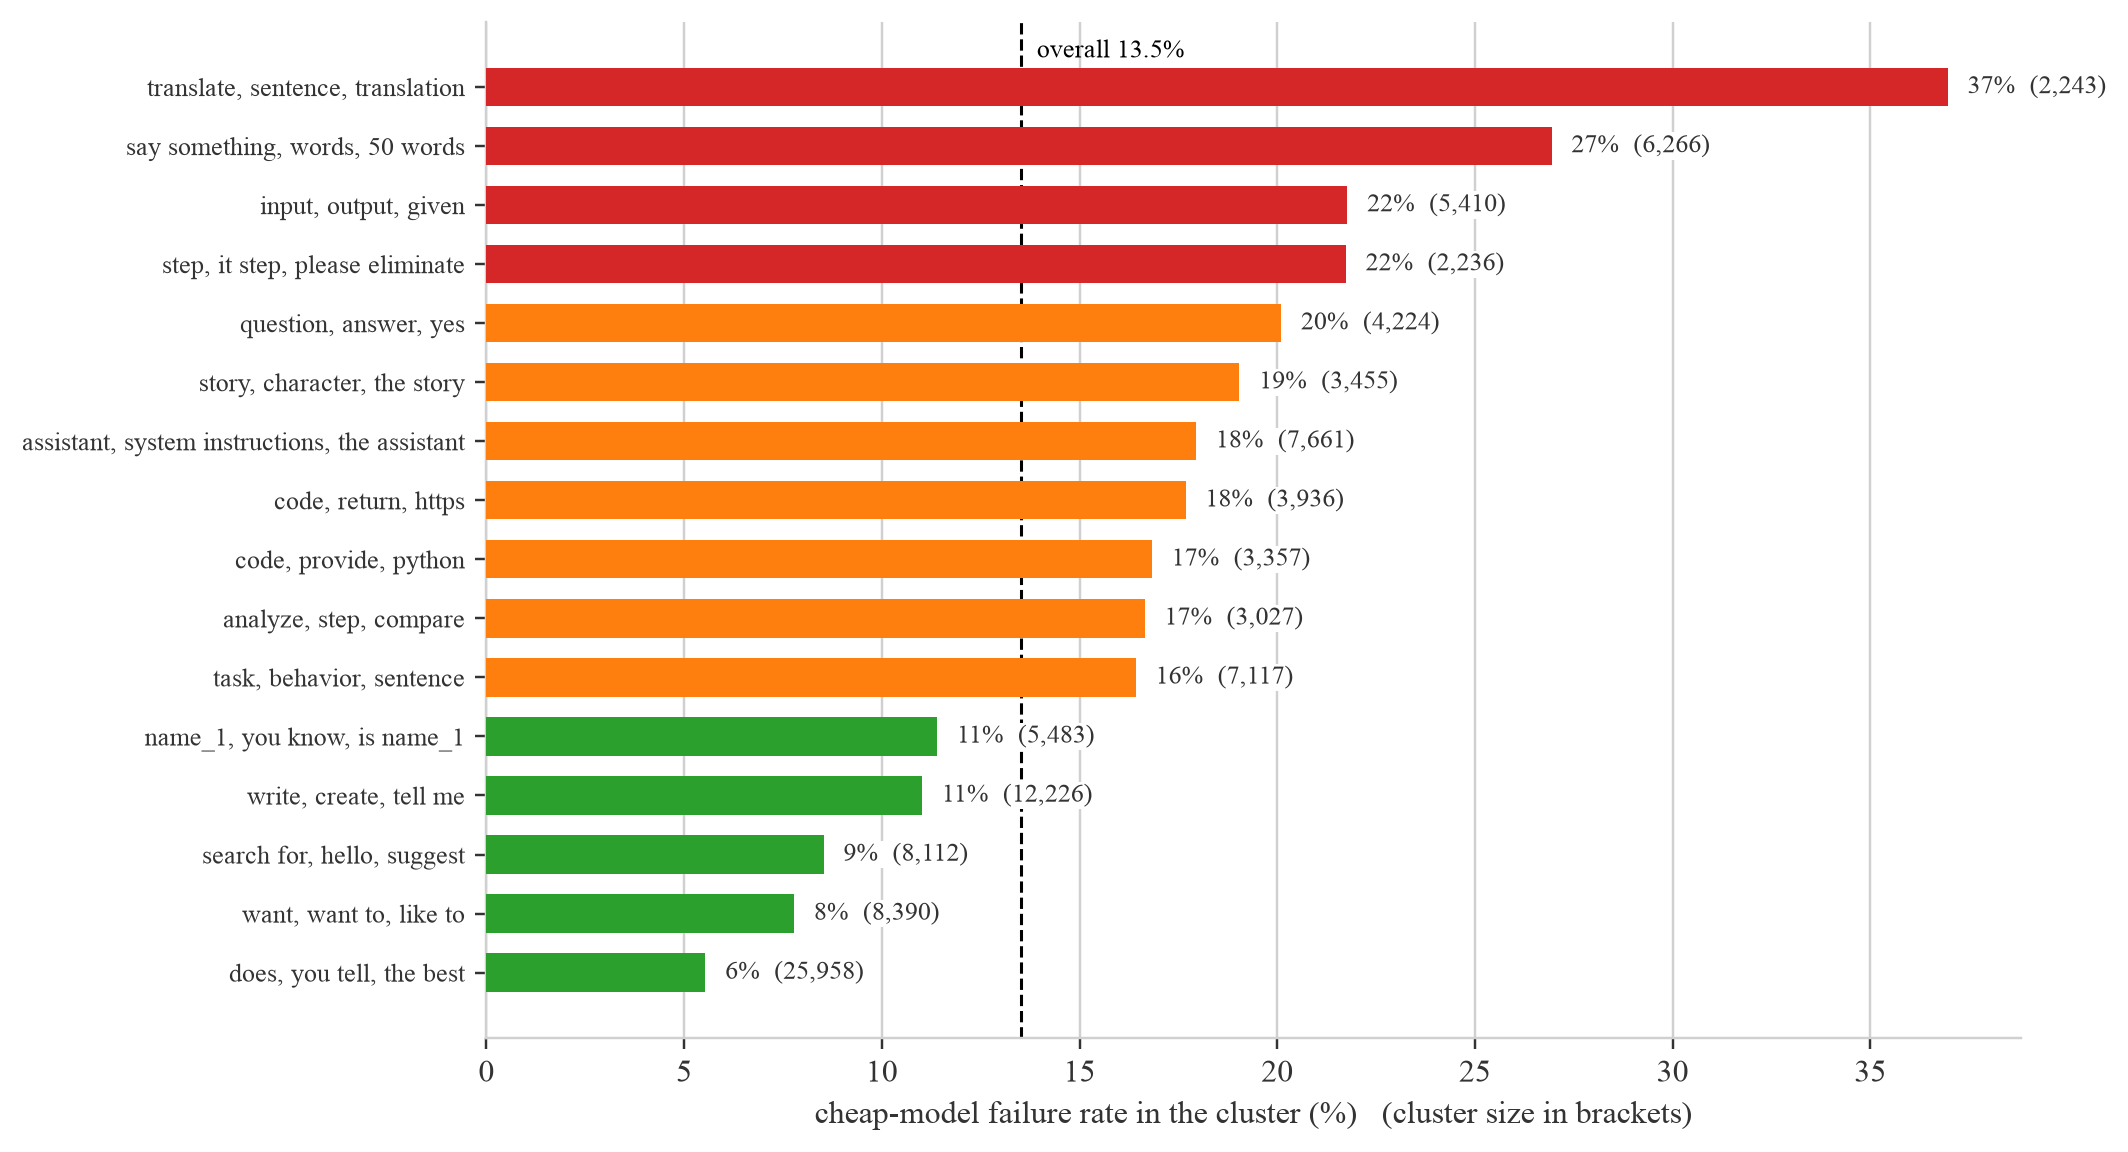 overall 13.5%
translate, sentence, translation 37% (2,243)
say something, words, 50 words 27% (6,266)
input, output, given 22% (5,410)
step, it step, please eliminate 22% (2,236)
question, answer, yes 20% (4,224)
story, character, the story 19% (3,455)
assistant, system instructions, the assistant 18% (7,661)
code, return, https 18% (3,936)
code, provide, python 17% (3,357)
analyze, step, compare 17% (3,027)
task, behavior, sentence 16% (7,117)
name_1, you know, is name_1 11% (5,483)
write, create, tell me 11% (12,226)
search for, hello, suggest 9% (8,112)
want, want to, like to 8% (8,390)
does, you tell, the best 6% (25,958)
0 5 10 15 20 25 30 35
cheap-model failure rate in the cluster (%) (cluster size in brackets)